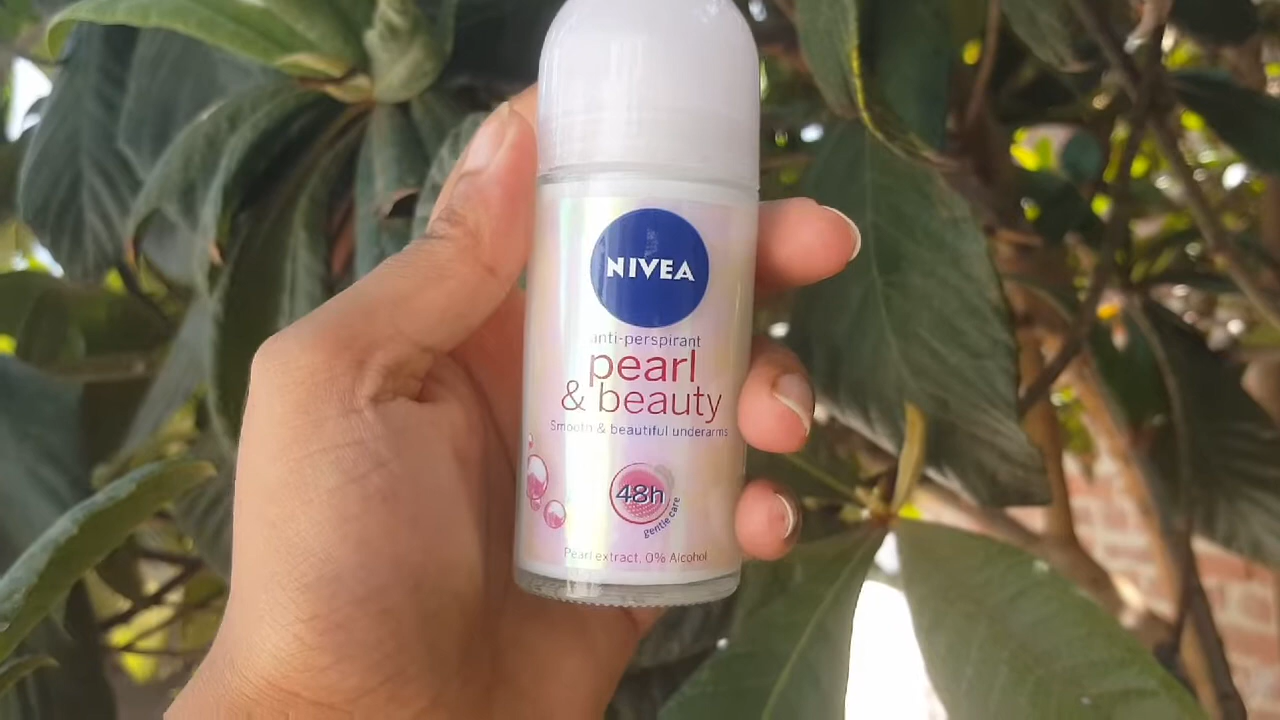 NIVEA
anti-perspirant
pearl
& beauty
Smooth & beautiful underarms
48h
gentle care
Pearl extract, 0% Alcohol